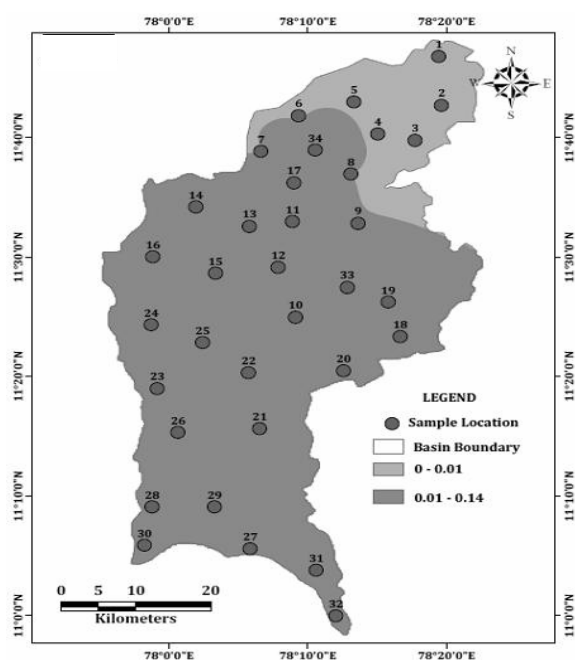 78°0'0"E 78°10'0"E 78°20'0"E
1
N
W E
S
5
2
6
4
3
11°40'0"N 11°40'0"N
7
34
8
17
14
11
9
13
11°30'0"N 11°30'0"N
16
12
15
33
19
10
24
18
25
11°20'0"N 11°20'0"N
22
20
23
LEGEND
Sample Location
21
26
Basin Boundary
0 - 0.01
0.01 - 0.14
11°10'0"N 11°10'0"N
28
29
30
27
31
0 5 10 20
Kilometers
32
11°0'0"N 11°0'0"N
78°0'0"E 78°10'0"E 78°20'0"E